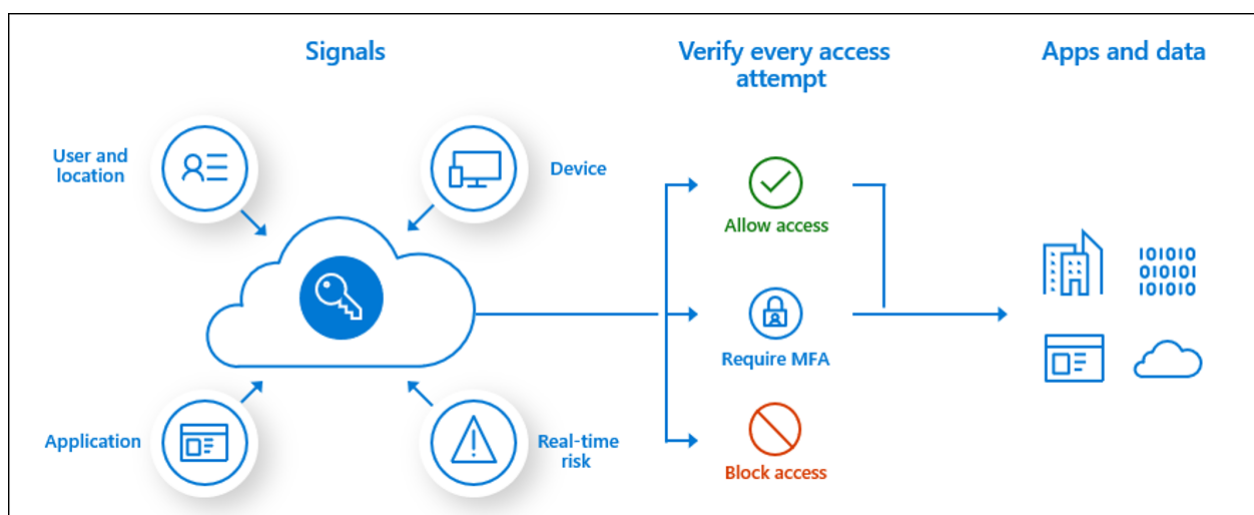 Signals
Verify every access
attempt
Apps and data
User and
location
Device
Application
Real-time
risk
Allow access
Require MFA
Block access
101010
010101
101010